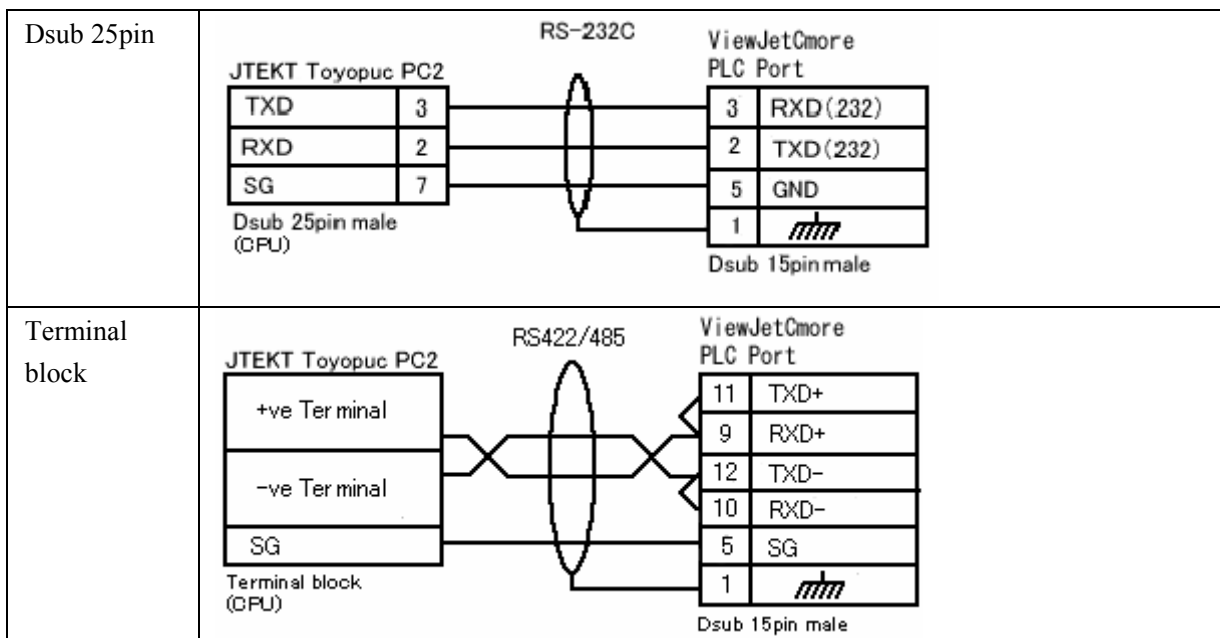 Dsub 25pin
RS-232C
ViewJetCmore
JTEKT Toyopuc PC2
PLC Port
TXD 3
3 RXD(232)
RXD 2
2 TXD(232)
SG 7
5 GND
1
Dsub 25pin male
(CPU)
Dsub 15pin male
Terminal
block
RS422/485
ViewJetCmore
JTEKT Toyopuc PC2
PLC Port
+ve Terminal
11 TXD+
9 RXD+
-ve Terminal
12 TXD-
10 RXD-
SG
5 SG
1
Terminal block
(CPU)
Dsub 15pin male